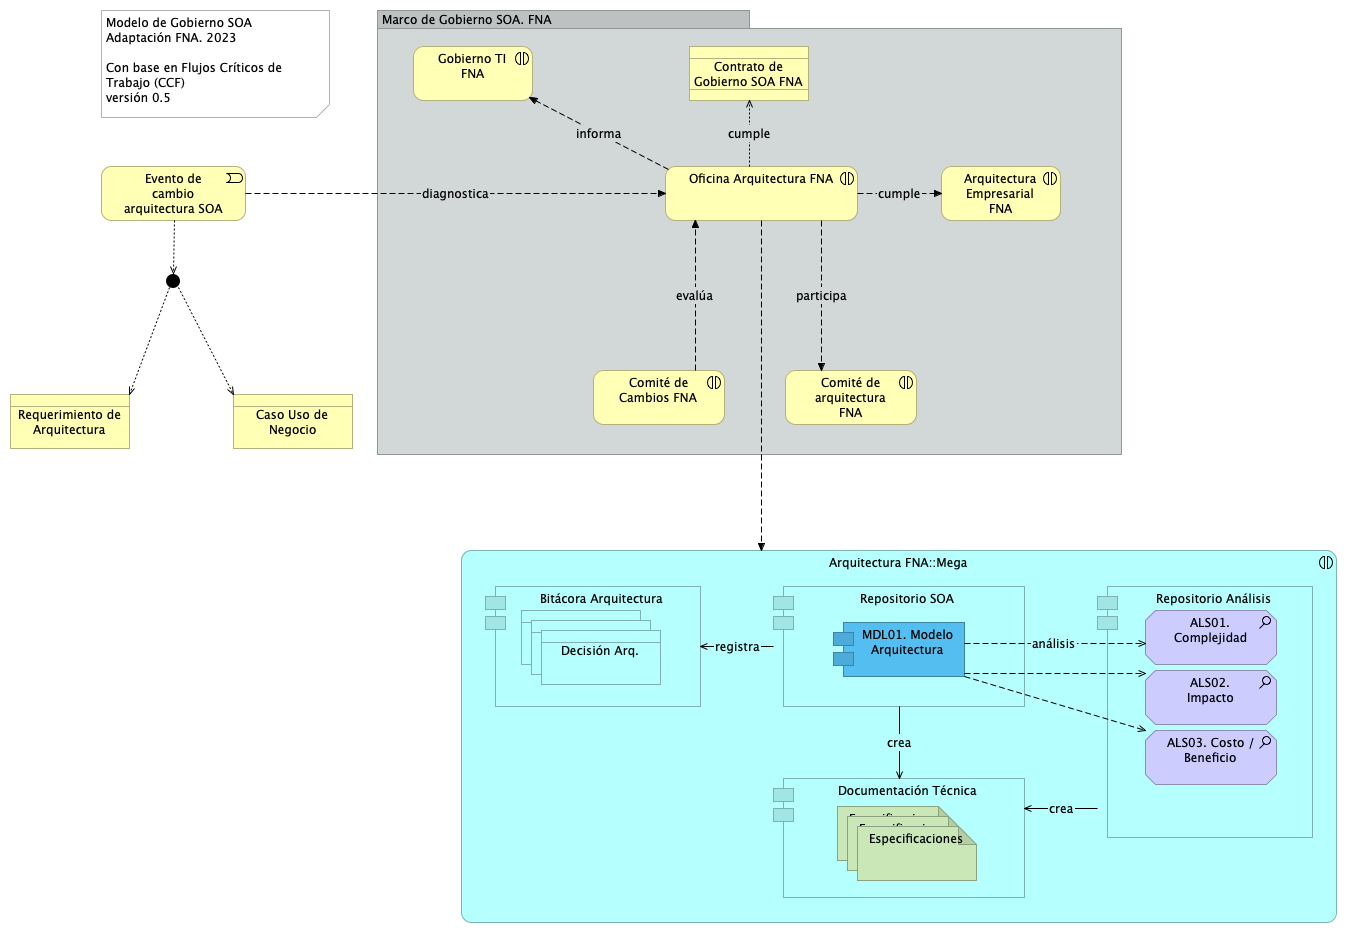 Modelo de Gobierno SOA
Adaptación FNA. 2023
Con base en Flujos Críticos de
Trabajo (CCF)
versión 0.5
Marco de Gobierno SOA. FNA
Gobierno TI
FNA
Contrato de
Gobierno SOA FNA
informa
cumple
Evento de
cambio
arquitectura SOA
diagnostica
Oficina Arquitectura FNA
cumple
Arquitectura
Empresarial
FNA
evalúa
participa
Comité de
Cambios FNA
Comité de
arquitectura
FNA
Requerimiento de
Arquitectura
Caso Uso de
Negocio
Arquitectura FNA::Mega
Bitácora Arquitectura
Decisión Arq.
registra
Repositorio SOA
MDL01. Modelo
Arquitectura
análisis
Repositorio Análisis
ALS01.
Complejidad
ALS02.
Impacto
ALS03. Costo /
Beneficio
crea
crea
Documentación Técnica
Especificaciones